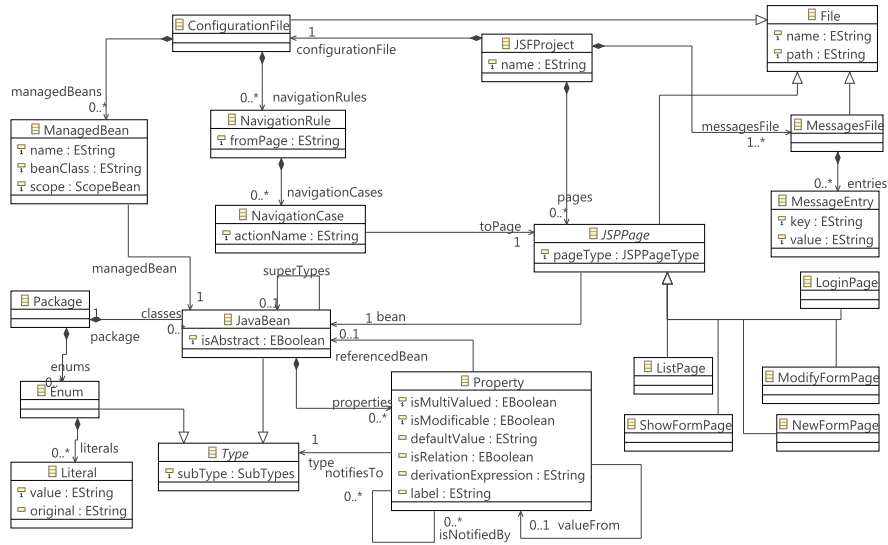 ConfigurationFile
File
name : EString
path : EString
1
configurationFile
JSFProject
name : EString
managedBeans
0..*
0..*
navigationRules
ManagedBean
name : EString
beanClass : EString
scope : ScopeBean
NavigationRule
fromPage : EString
messagesFile
1..*
MessagesFile
0..*
navigationCases
NavigationCase
actionName : EString
pages
0..*
0..*
entries
MessageEntry
key : EString
value : EString
toPage
1
JSPPage
pageType : JSPPageType
managedBean
1
superTypes
0..1
LoginPage
Package
1
package
classes
0..
JavaBean
isAbstract : EBoolean
1
bean
0..1
referencedBean
enums
0..
Enum
ListPage
ModifyFormPage
ShowFormPage
NewFormPage
properties
0..*
Property
isMultiValued : EBoolean
isModificable : EBoolean
defaultValue : EString
isRelation : EBoolean
derivationExpression : EString
label : EString
0..*
literals
Literal
value : EString
original : EString
Type
subType : SubTypes
1
type
notifiesTo
0..*
0..*
isNotifiedBy
0..1
valueFrom